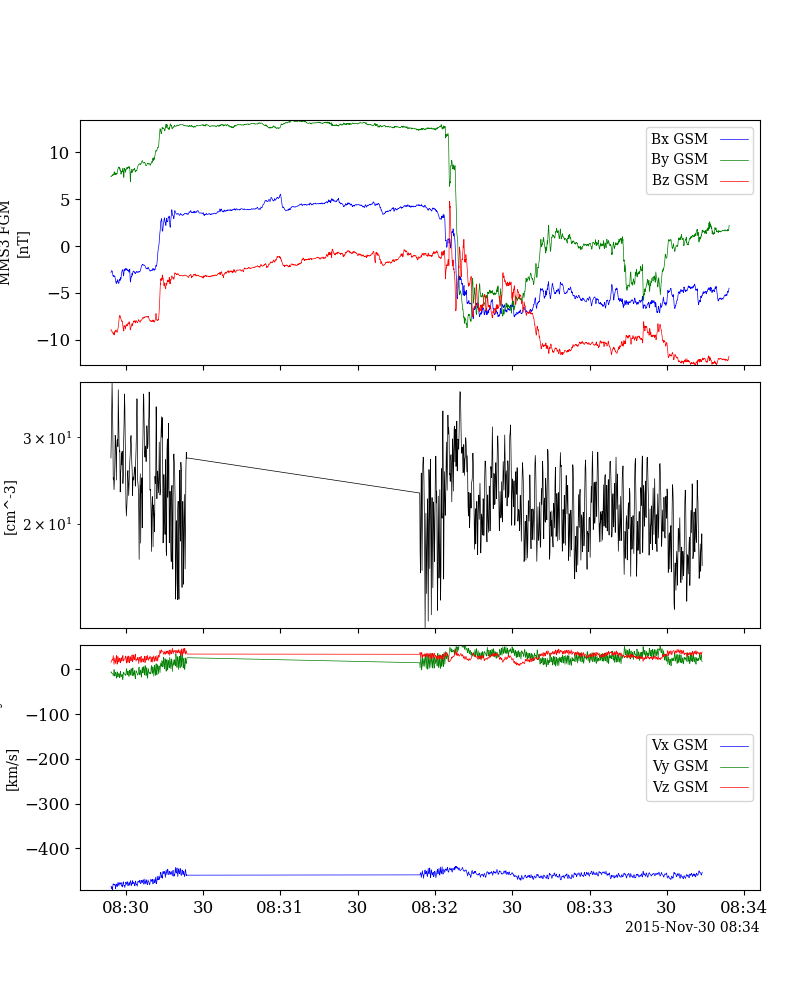 MMS3 FGM
[nT]
10
5
0
−5
−10
Bx GSM
By GSM
Bz GSM
[cm^-3]
3 × 10¹
2 × 10¹
[km/s]
0
−100
−200
−300
−400
Vx GSM
Vy GSM
Vz GSM
08:30 30 08:31 30 08:32 30 08:33 30 08:34
2015-Nov-30 08:34